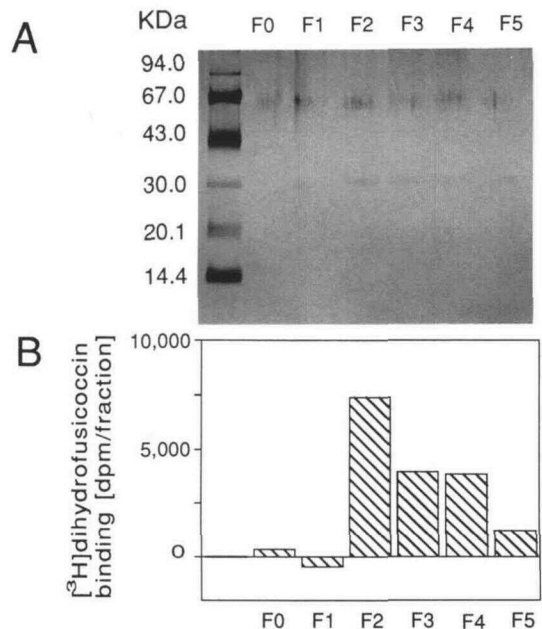 A
KDa F0 F1 F2 F3 F4 F5
94.0
67.0
43.0
30.0
20.1
14.4
B
[³H]dihydrofusicoccin
binding [dpm/fraction]
10,000
5,000
O
F0 F1 F2 F3 F4 F5